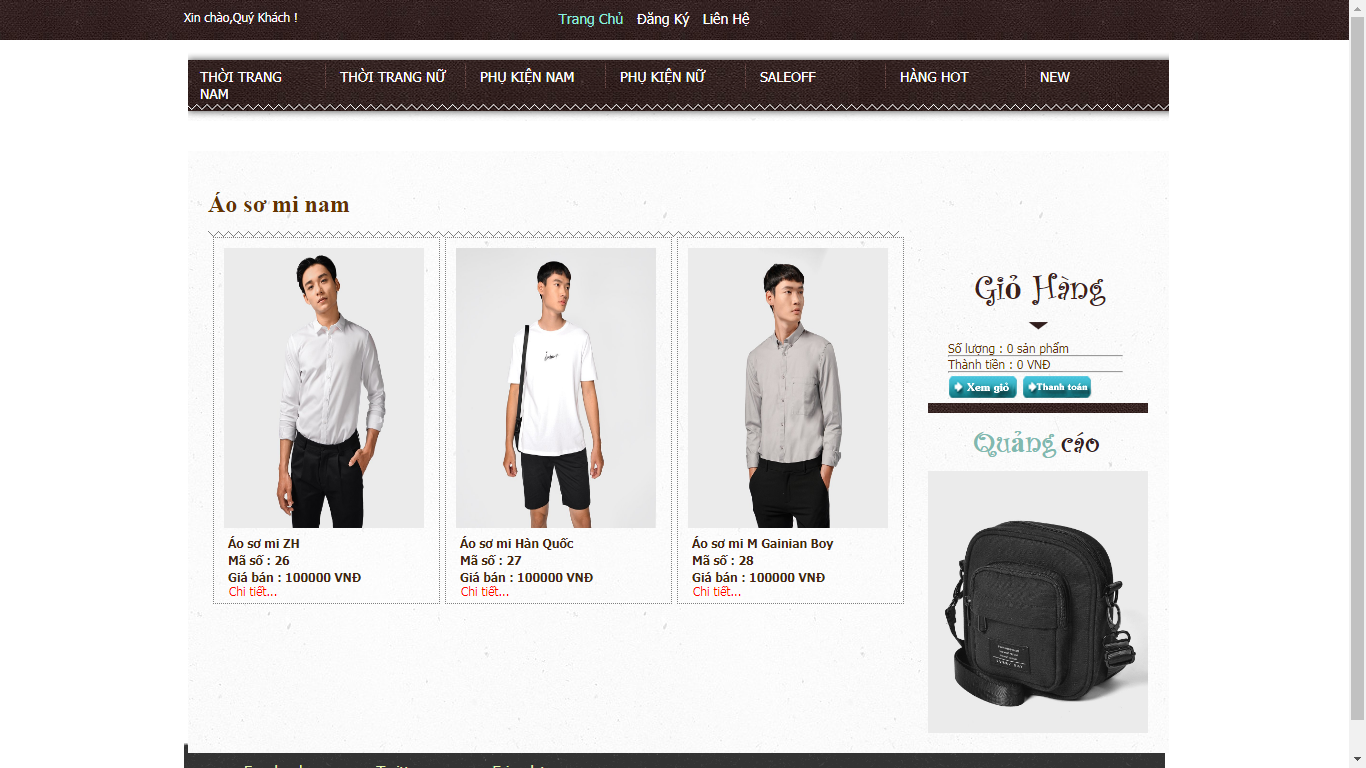 Xin chào,Quý Khách !
Trang Chủ Đăng Ký Liên Hệ
THỜI TRANG NAM
THỜI TRANG NỮ
PHỤ KIỆN NAM
PHỤ KIỆN NỮ
SALEOFF
HÀNG HOT
NEW
Áo sơ mi nam
Áo sơ mi ZH
Mã số : 26
Giá bán : 100000 VNĐ
Chi tiết...
Áo sơ mi Hàn Quốc
Mã số : 27
Giá bán : 100000 VNĐ
Chi tiết...
Áo sơ mi M Gainian Boy
Mã số : 28
Giá bán : 100000 VNĐ
Chi tiết...
Giỏ Hàng
Số lượng : 0 sản phẩm
Thành tiền : 0 VNĐ
Xem giỏ
Thanh toán
Quảng cáo